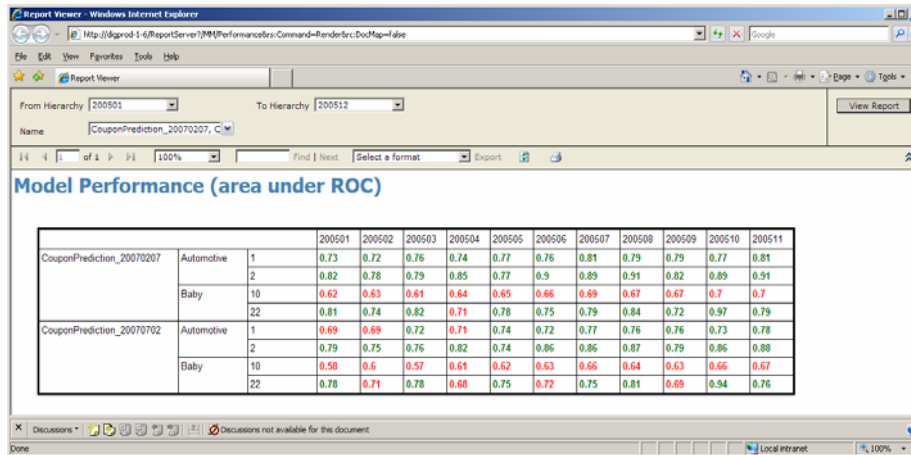 Report Viewer - Windows Internet Explorer
http://digprod-1-6/ReportServer?/MM/Performance&rs:Command=Render&rc:DocMap=false Google
File Edit View Favorites Tools Help
Report Viewer Page Tools
From Hierarchy 200501 To Hierarchy 200512 View Report
Name CouponPrediction_20070207, C
1 of 1 100% Find | Next Select a format Export
Model Performance (area under ROC)
200501 200502 200503 200504 200505 200506 200507 200508 200509 200510 200511
CouponPrediction_20070207 Automotive 1 0.73 0.72 0.76 0.74 0.77 0.76 0.81 0.79 0.79 0.77 0.81
2 0.82 0.78 0.79 0.85 0.77 0.9 0.89 0.91 0.82 0.89 0.91
Baby 10 0.62 0.63 0.61 0.64 0.65 0.66 0.69 0.67 0.67 0.7 0.7
22 0.81 0.74 0.82 0.71 0.78 0.75 0.79 0.84 0.72 0.97 0.79
CouponPrediction_20070702 Automotive 1 0.69 0.69 0.72 0.71 0.74 0.72 0.77 0.76 0.76 0.73 0.78
2 0.79 0.75 0.76 0.82 0.74 0.86 0.86 0.87 0.79 0.86 0.88
Baby 10 0.58 0.6 0.57 0.61 0.62 0.63 0.66 0.64 0.63 0.66 0.67
22 0.78 0.71 0.78 0.68 0.75 0.72 0.75 0.81 0.69 0.94 0.76
Discussions Discussions not available for this document
Done Local intranet 100%